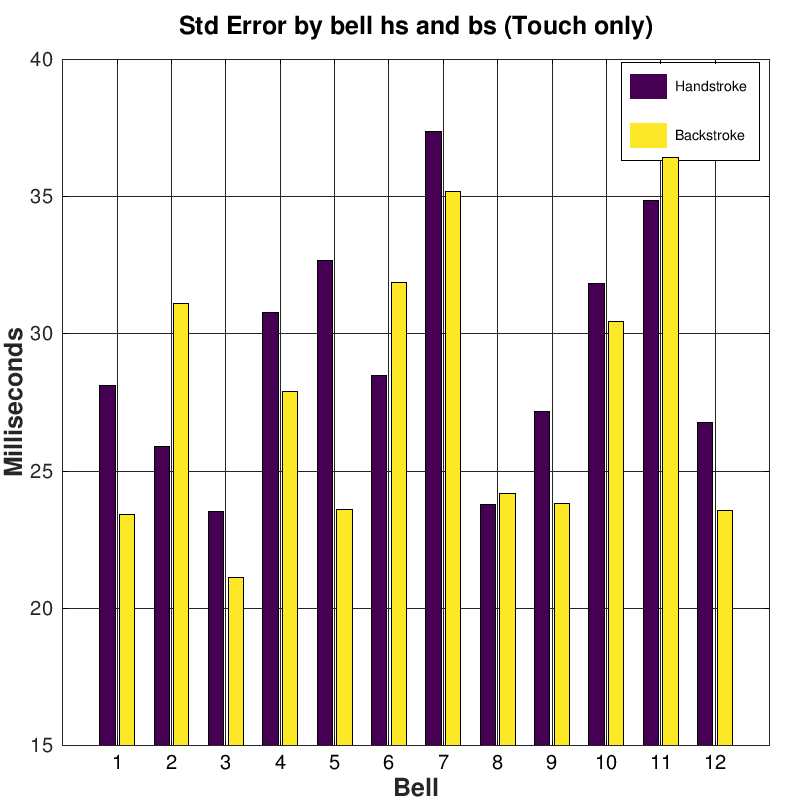 Std Error by bell hs and bs (Touch only)
Handstroke
Backstroke
Milliseconds
40
35
30
25
20
15
1 2 3 4 5 6 7 8 9 10 11 12
Bell